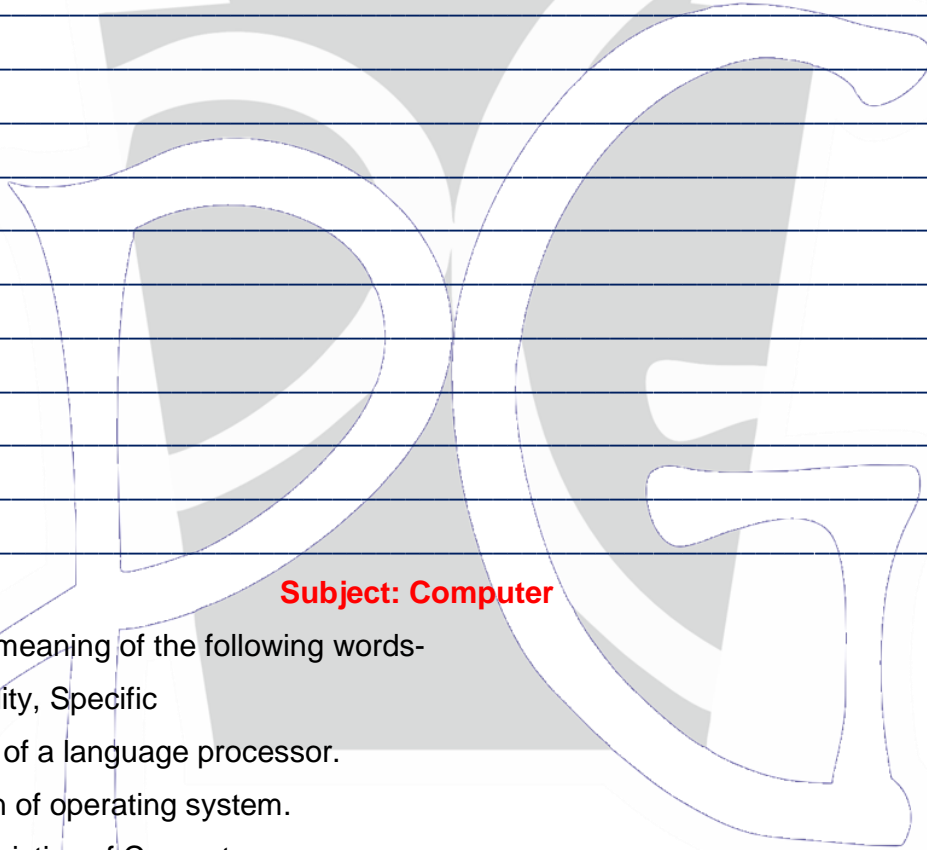 Subject: Computer
meaning of the following words-
ity, Specific
of a language processor.
n of operating system.